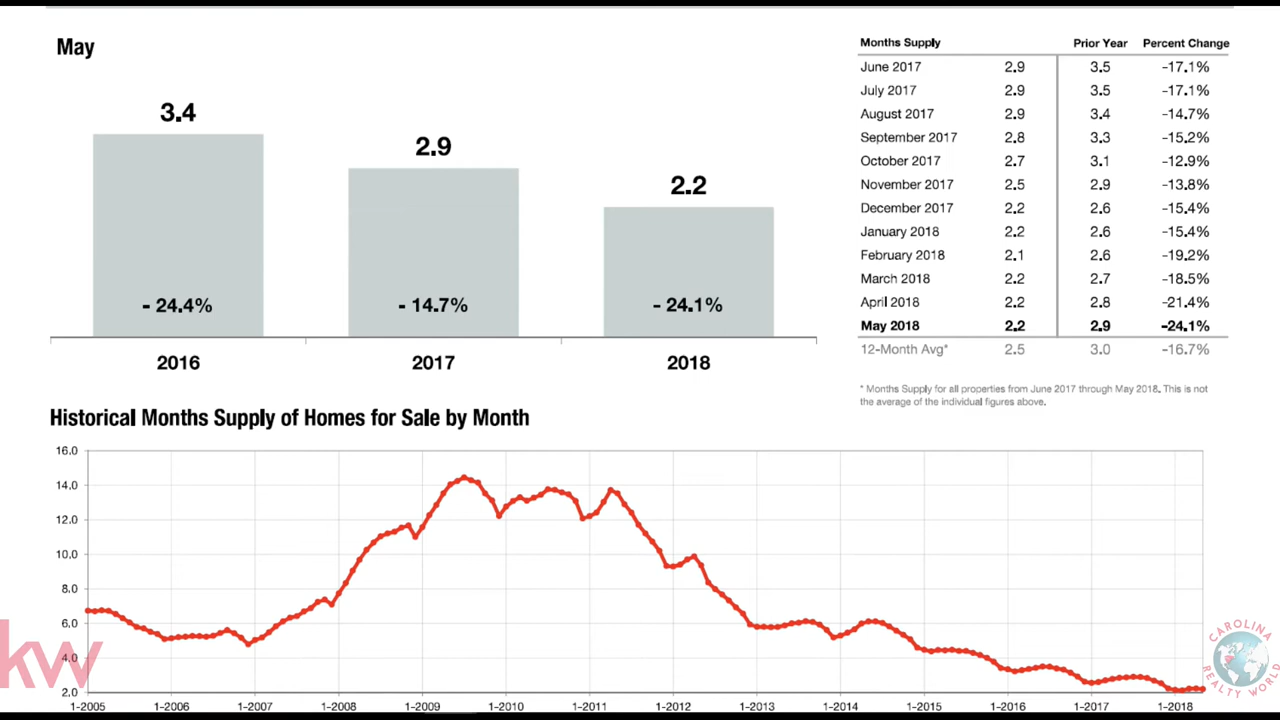 May
3.4
2.9
2.2
- 24.4%
- 14.7%
- 24.1%
2016
2017
2018
Months Supply Prior Year Percent Change
June 2017 2.9 3.5 -17.1%
July 2017 2.9 3.5 -17.1%
August 2017 2.9 3.4 -14.7%
September 2017 2.8 3.3 -15.2%
October 2017 2.7 3.1 -12.9%
November 2017 2.5 2.9 -13.8%
December 2017 2.2 2.6 -15.4%
January 2018 2.2 2.6 -15.4%
February 2018 2.1 2.6 -19.2%
March 2018 2.2 2.7 -18.5%
April 2018 2.2 2.8 -21.4%
May 2018 2.2 2.9 -24.1%
12-Month Avg* 2.5 3.0 -16.7%
* Months Supply for all properties from June 2017 through May 2018. This is not
the average of the individual figures above.
Historical Months Supply of Homes for Sale by Month
16.0
14.0
12.0
10.0
8.0
6.0
4.0
2.0
1-2005 1-2006 1-2007 1-2008 1-2009 1-2010 1-2011 1-2012 1-2013 1-2014 1-2015 1-2016 1-2017 1-2018
kw
CAROLINA
REALTY WORLD